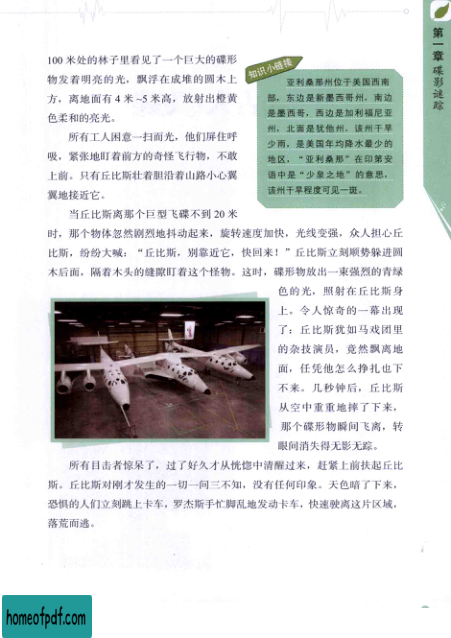 第一章 碟影谜踪
100 米处的林子里看见了一个巨大的碟形
物发着明亮的光，飘浮在成堆的圆木上
方，离地面有 4 米 ~5 米高，放射出橙黄
色柔和的亮光。
所有工人困意一扫而光，他们屏住呼
吸，紧张地盯着前方的奇怪飞行物，不敢
上前。只有丘比斯壮着胆沿着山路小心翼
翼地接近它。
知识小链接
亚利桑那州位于美国西南
部，东边是新墨西哥州，南边
是墨西哥，西边是加利福尼亚
州，北面是犹他州。该州干旱
少雨，是美国年均降水量少的
地区，“亚利桑那”在印第安
语中是“少泉之地”的意思，
该州干旱程度可见一斑。
当丘比斯离那个巨型飞碟不到 20 米
时，那个物体忽然剧烈地抖动起来，旋转速度加快，光线变强，众人担心丘
比斯，纷纷大喊：“丘比斯，别靠近它，快回来！”丘比斯立刻顺势躲进圆
木后面，隔着木头的缝隙盯着这个怪物。这时，碟形物放出一束强烈的青绿
色的光，照射在丘比斯身
上。令人惊奇的一幕出现
了：丘比斯犹如马戏团里
的杂技演员，竟然飘离地
面，任凭他怎么挣扎也下
不来。几秒钟后，丘比斯
从空中重重地摔了下来，
那个碟形物瞬间飞离，转
眼间消失得无影无踪。
所有目击者惊呆了，过了好久才从恍惚中清醒过来，赶紧上前扶起丘比
斯。丘比斯对刚才发生的一切一问三不知，没有任何印象。天色暗了下来，
恐惧的人们立刻跳上卡车，罗杰斯手忙脚乱地发动卡车，快速驶离这片区域，
落荒而逃。
homeofpdf.com